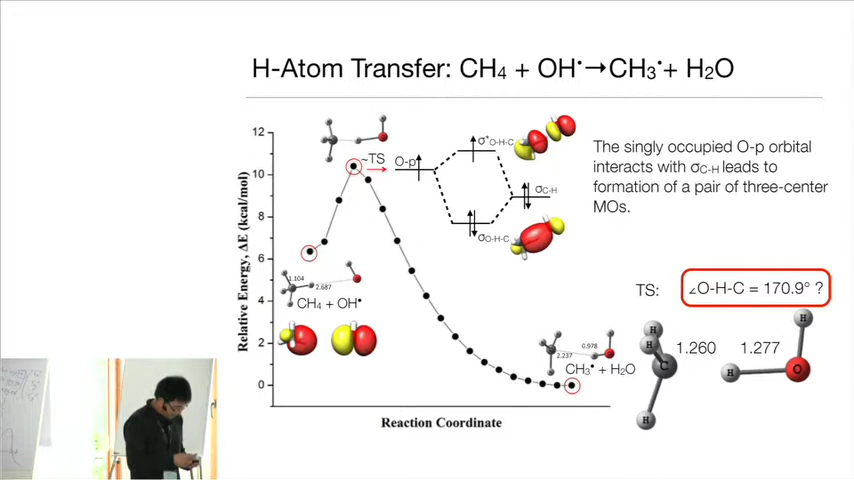 H-Atom Transfer: CH4 + OH•→CH3•+ H2O
12
10
8
6
4
2
0
Relative Energy, ΔE (kcal/mol)
Reaction Coordinate
~TS
O-p
σ*O-H-C
σC-H
σO-H-C
1.104
2.687
CH4 + OH•
0.978
2.237
CH3• + H2O
The singly occupied O-p orbital
interacts with σC-H leads to
formation of a pair of three-center
MOs.
TS:
∠O-H-C = 170.9° ?
1.260
1.277
H
H
C
H
H
H
O